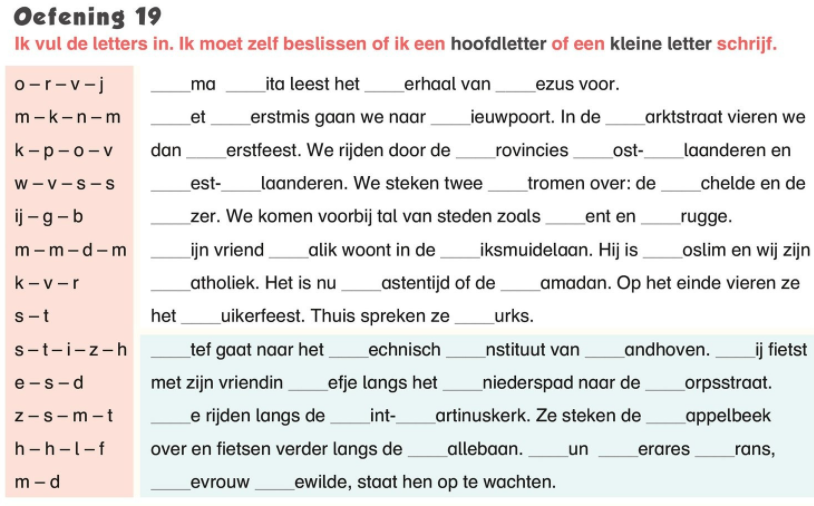 Oefening 19
Ik vul de letters in. Ik moet zelf beslissen of ik een hoofdletter of een kleine letter schrijf.
o – r – v – j ____ma ____ita leest het ____erhaal van ____ezus voor.
m – k – n – m ____et ____erstmis gaan we naar ____ieuwpoort. In de ____arktstraat vieren we
k – p – o – v dan ____erstfeest. We rijden door de ____rovincies ____ost-____laanderen en
w – v – s – s ____est-____laanderen. We steken twee ____tromen over: de ____chelde en de
ij – g – b ____zer. We komen voorbij tal van steden zoals ____ent en ____rugge.
m – m – d – m ____ijn vriend ____alik woont in de ____iksmuidelaan. Hij is ____oslim en wij zijn
k – v – r ____atholiek. Het is nu ____astentijd of de ____amadan. Op het einde vieren ze
s – t het ____uikerfeest. Thuis spreken ze ____urks.
s – t – i – z – h ____tef gaat naar het ____echnisch ____nstituut van ____andhoven. ____ij fietst
e – s – d met zijn vriendin ____efje langs het ____niederspad naar de ____orpsstraat.
z – s – m – t ____e rijden langs de ____int-____artinuskerk. Ze steken de ____appelbeek
h – h – l – f over en fietsen verder langs de ____allebaan. ____un ____erares ____rans,
m – d ____evrouw ____ewilde, staat hen op te wachten.